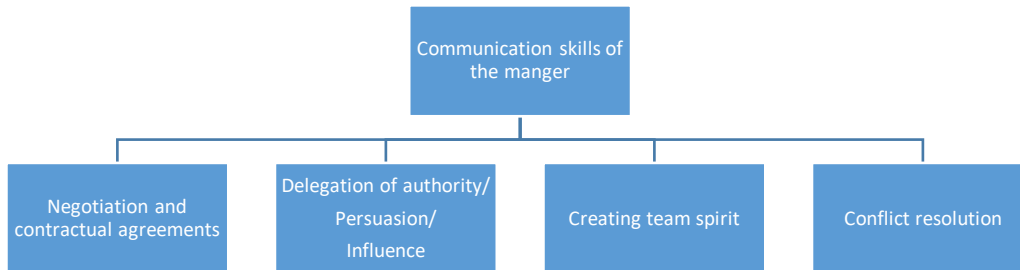 Communication skills of
the manger
Negotiation and
contractual agreements
Delegation of authority/
Persuasion/
Influence
Creating team spirit
Conflict resolution